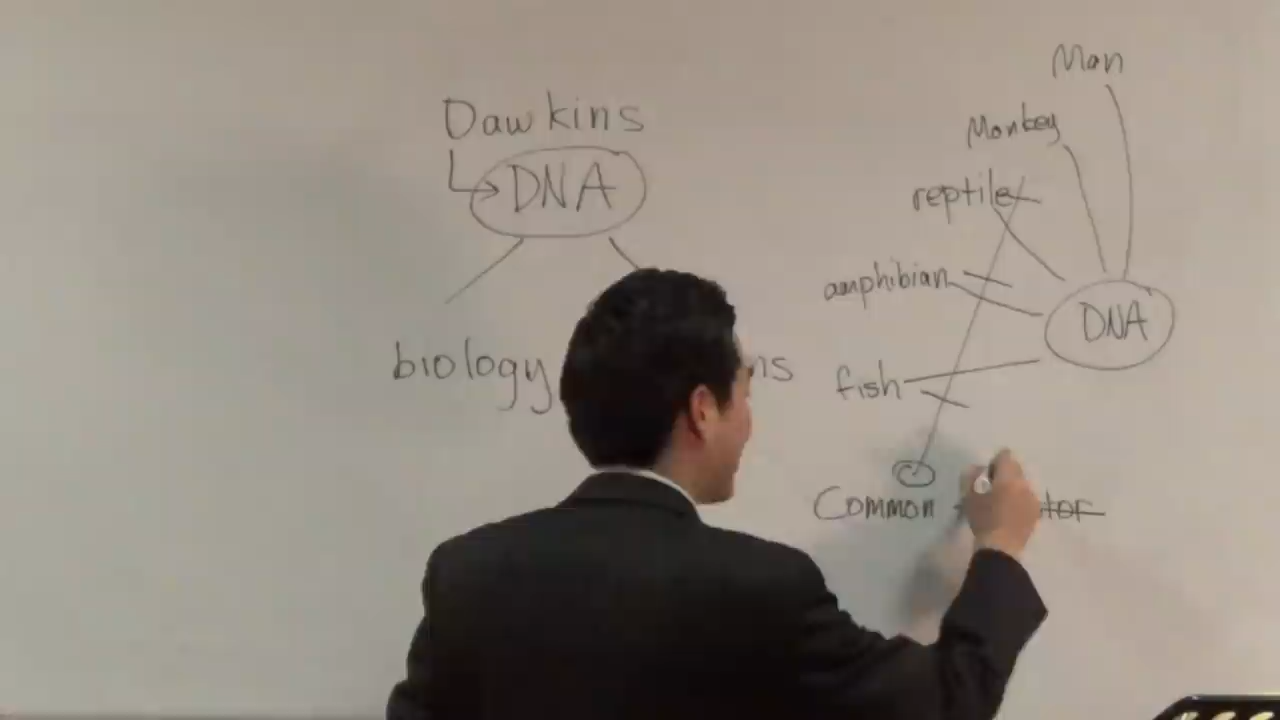 Dawkins
DNA
biology
Man
Monkey
reptile
amphibian
fish
DNA
Common